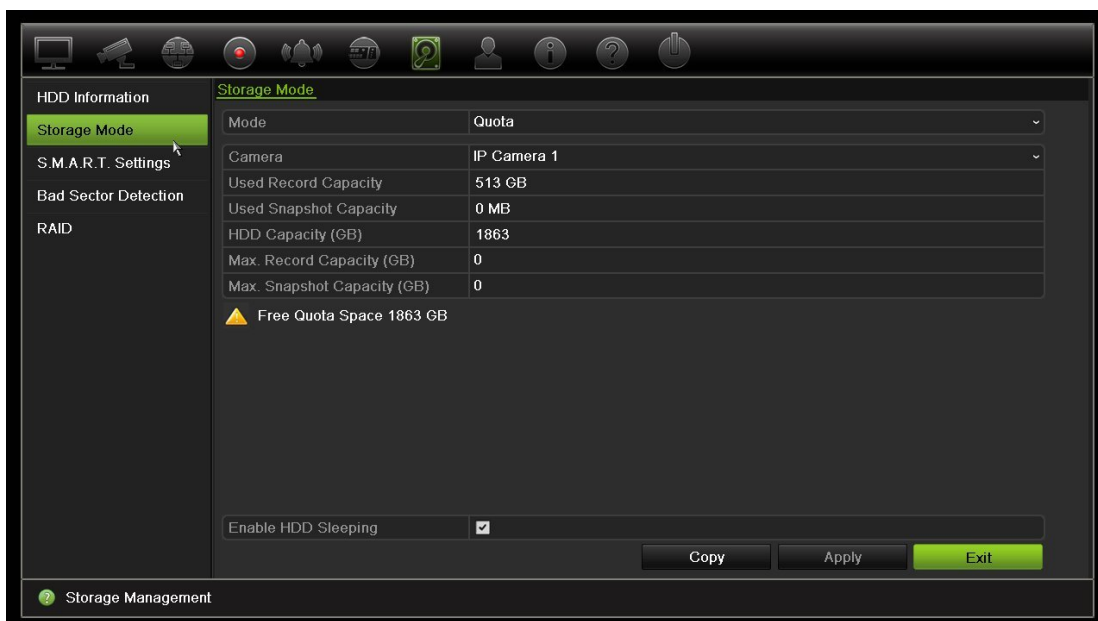 HDD Information
Storage Mode
S.M.A.R.T. Settings
Bad Sector Detection
RAID
Storage Mode
Mode Quota
Camera IP Camera 1
Used Record Capacity 513 GB
Used Snapshot Capacity 0 MB
HDD Capacity (GB) 1863
Max. Record Capacity (GB) 0
Max. Snapshot Capacity (GB) 0
Free Quota Space 1863 GB
Enable HDD Sleeping
Copy Apply Exit
Storage Management